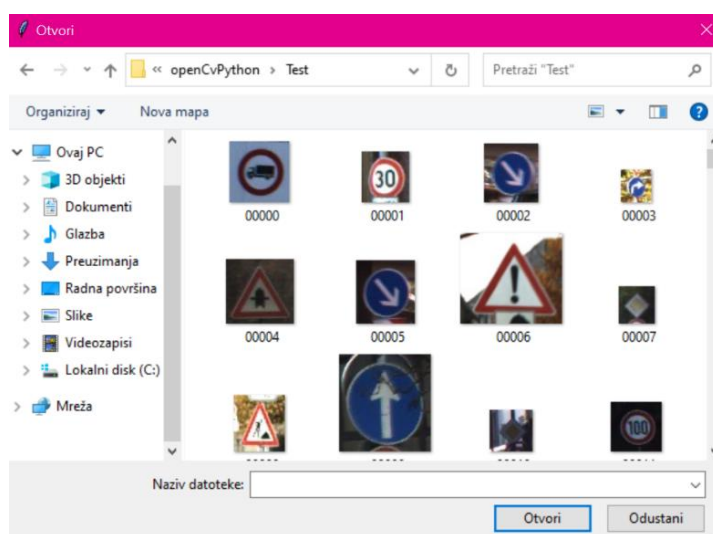 Otvori
« openCvPython › Test
Pretraži "Test"
Organiziraj
Nova mapa
Ovaj PC
3D objekti
Dokumenti
Glazba
Preuzimanja
Radna površina
Slike
Videozapisi
Lokalni disk (C:)
Mreža
30
00000
00001
00002
00003
00004
00005
00006
00007
100
Naziv datoteke:
Otvori
Odustani